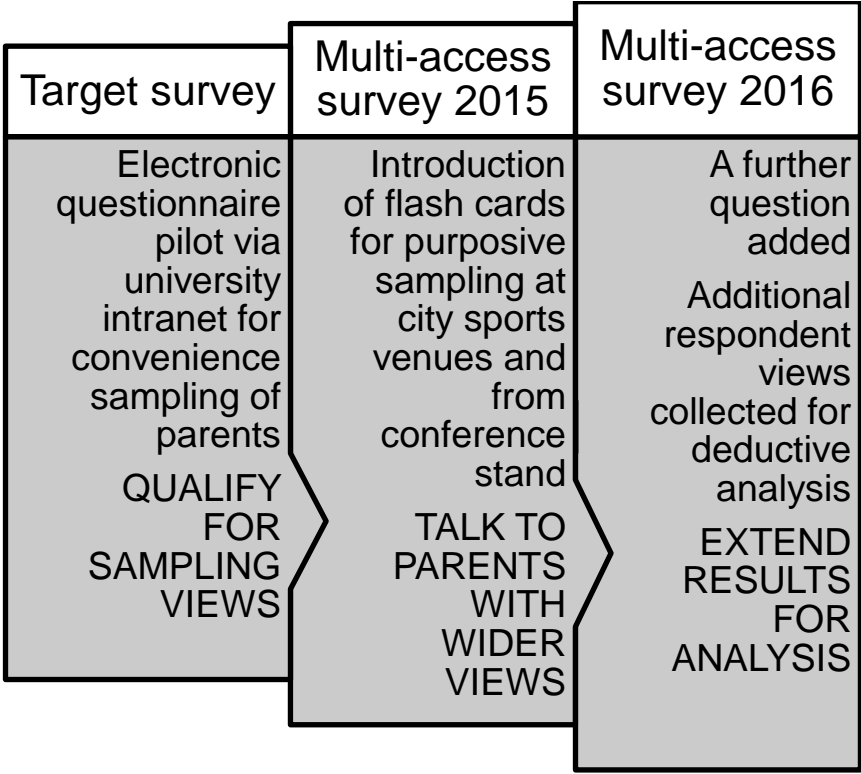 Target survey
Electronic
questionnaire
pilot via
university
intranet for
convenience
sampling of
parents
QUALIFY
FOR
SAMPLING
VIEWS
Multi-access
survey 2015
Introduction
of flash cards
for purposive
sampling at
city sports
venues and
from
conference
stand
TALK TO
PARENTS
WITH
WIDER
VIEWS
Multi-access
survey 2016
A further
question
added
Additional
respondent
views
collected for
deductive
analysis
EXTEND
RESULTS
FOR
ANALYSIS